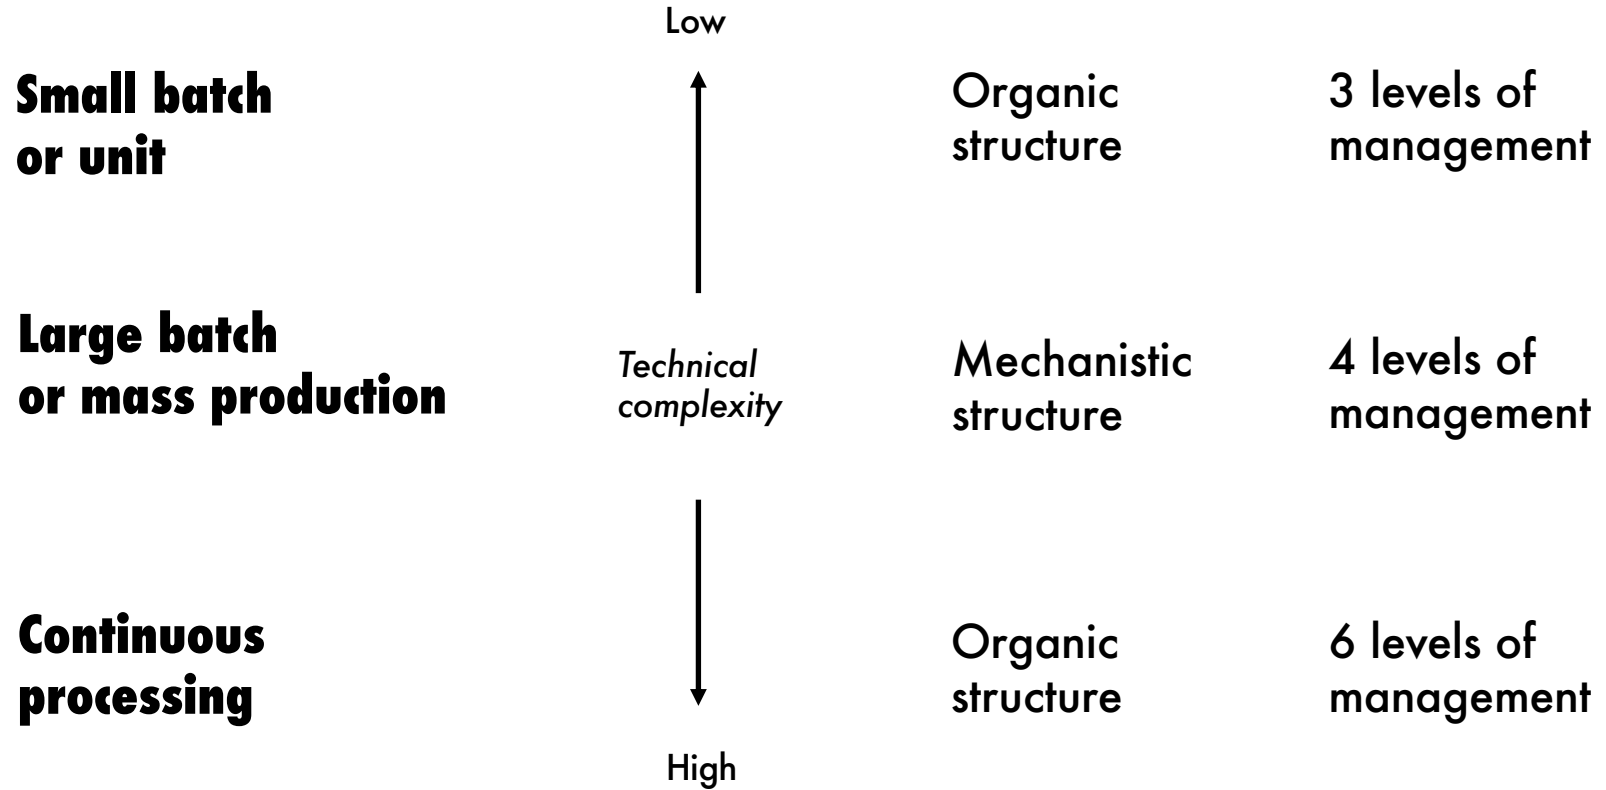 Low
Small batch
or unit
Organic
structure
3 levels of
management
Large batch
or mass production
Technical
complexity
Mechanistic
structure
4 levels of
management
Continuous
processing
Organic
structure
6 levels of
management
High